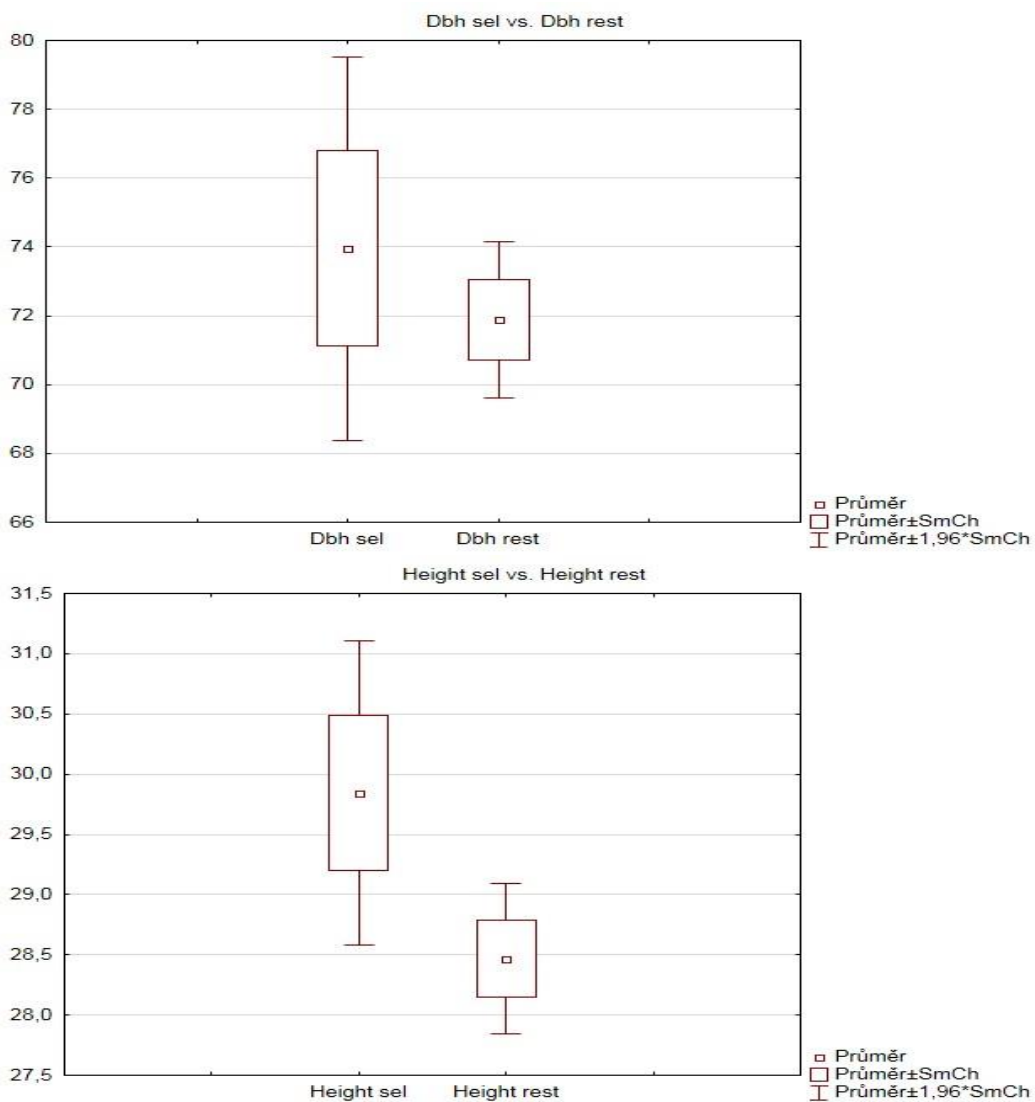 Dbh sel vs. Dbh rest
80
78
76
74
72
70
68
66
Dbh sel Dbh rest
Průměr
Průměr±SmCh
Průměr±1,96*SmCh
Height sel vs. Height rest
31,5
31,0
30,5
30,0
29,5
29,0
28,5
28,0
27,5
Height sel Height rest
Průměr
Průměr±SmCh
Průměr±1,96*SmCh